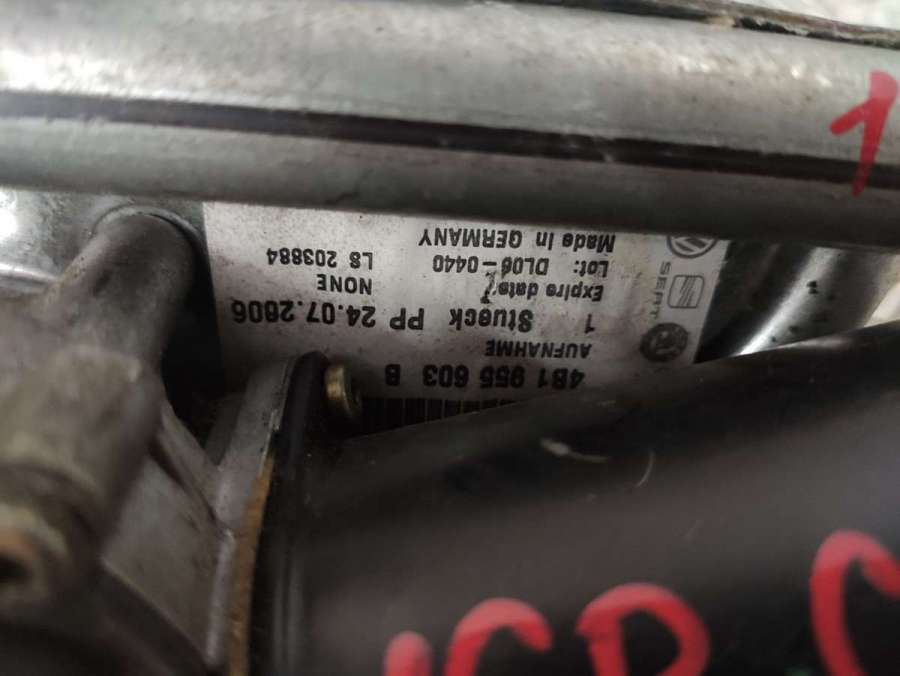 4B1 955 603 B
AUFNAHME
1 Stueck PP 24.07.2006
Expire date: NONE
Lot: DL06-0440 LS 203884
Made in GERMANY
SEAT
1